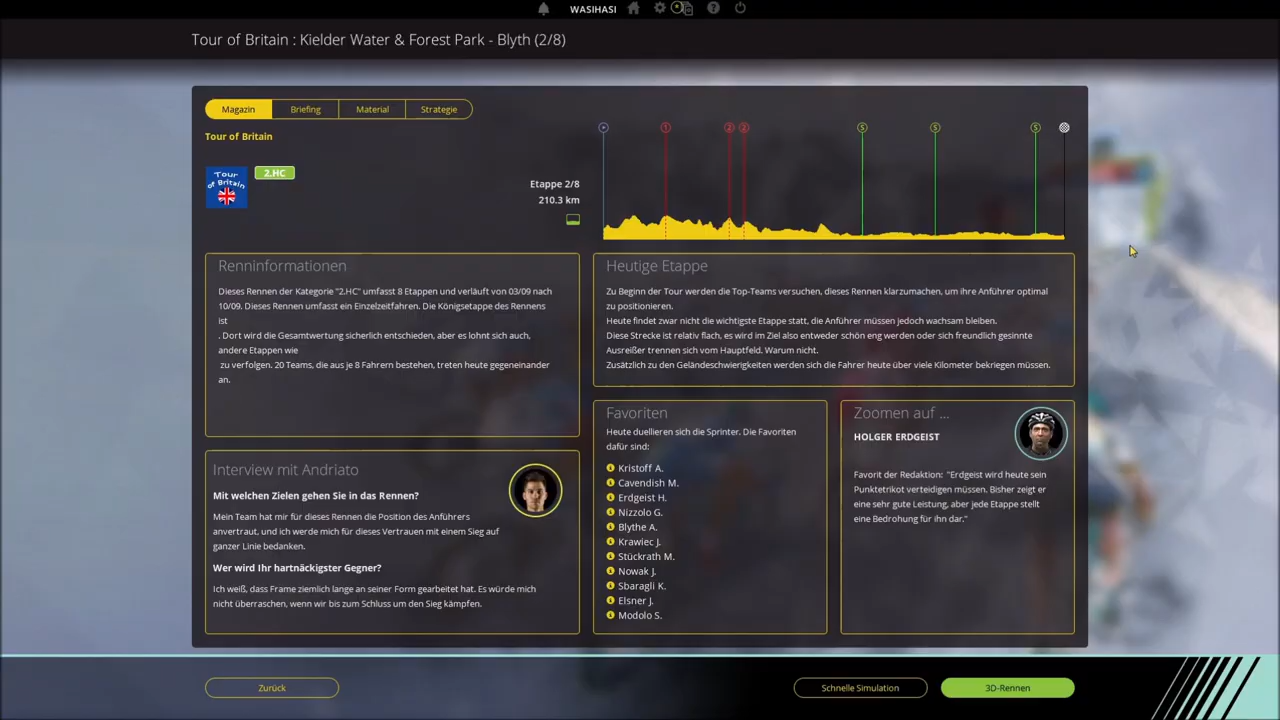 WASIHASI
Tour of Britain : Kielder Water & Forest Park - Blyth (2/8)
Magazin
Briefing
Material
Strategie
Tour of Britain
Tour
of Britain
2.HC
Etappe 2/8
210.3 km
P
1
2
2
S
S
S
Renninformationen
Dieses Rennen der Kategorie "2.HC" umfasst 8 Etappen und verläuft von 03/09 nach
10/09. Dieses Rennen umfasst ein Einzelzeitfahren. Die Königsetappe des Rennens
ist
. Dort wird die Gesamtwertung sicherlich entschieden, aber es lohnt sich auch,
andere Etappen wie
zu verfolgen. 20 Teams, die aus je 8 Fahrern bestehen, treten heute gegeneinander
an.
Heutige Etappe
Zu Beginn der Tour werden die Top-Teams versuchen, dieses Rennen klarzumachen, um ihre Anführer optimal
zu positionieren.
Heute findet zwar nicht die wichtigste Etappe statt, die Anführer müssen jedoch wachsam bleiben.
Diese Strecke ist relativ flach, es wird im Ziel also entweder schön eng werden oder sich freundlich gesinnte
Ausreißer trennen sich vom Hauptfeld. Warum nicht.
Zusätzlich zu den Geländeschwierigkeiten werden sich die Fahrer heute über viele Kilometer bekriegen müssen.
Interview mit Andriato
Mit welchen Zielen gehen Sie in das Rennen?
Mein Team hat mir für dieses Rennen die Position des Anführers
anvertraut, und ich werde mich für dieses Vertrauen mit einem Sieg auf
ganzer Linie bedanken.
Wer wird Ihr hartnäckigster Gegner?
Ich weiß, dass Frame ziemlich lange an seiner Form gearbeitet hat. Es würde mich
nicht überraschen, wenn wir bis zum Schluss um den Sieg kämpfen.
Favoriten
Heute duellieren sich die Sprinter. Die Favoriten
dafür sind:
Kristoff A.
Cavendish M.
Erdgeist H.
Nizzolo G.
Blythe A.
Krawiec J.
Stückrath M.
Nowak J.
Sbaragli K.
Elsner J.
Modolo S.
Zoomen auf ...
HOLGER ERDGEIST
Favorit der Redaktion: "Erdgeist wird heute sein
Punktetrikot verteidigen müssen. Bisher zeigt er
eine sehr gute Leistung, aber jede Etappe stellt
eine Bedrohung für ihn dar."
Zurück
Schnelle Simulation
3D-Rennen